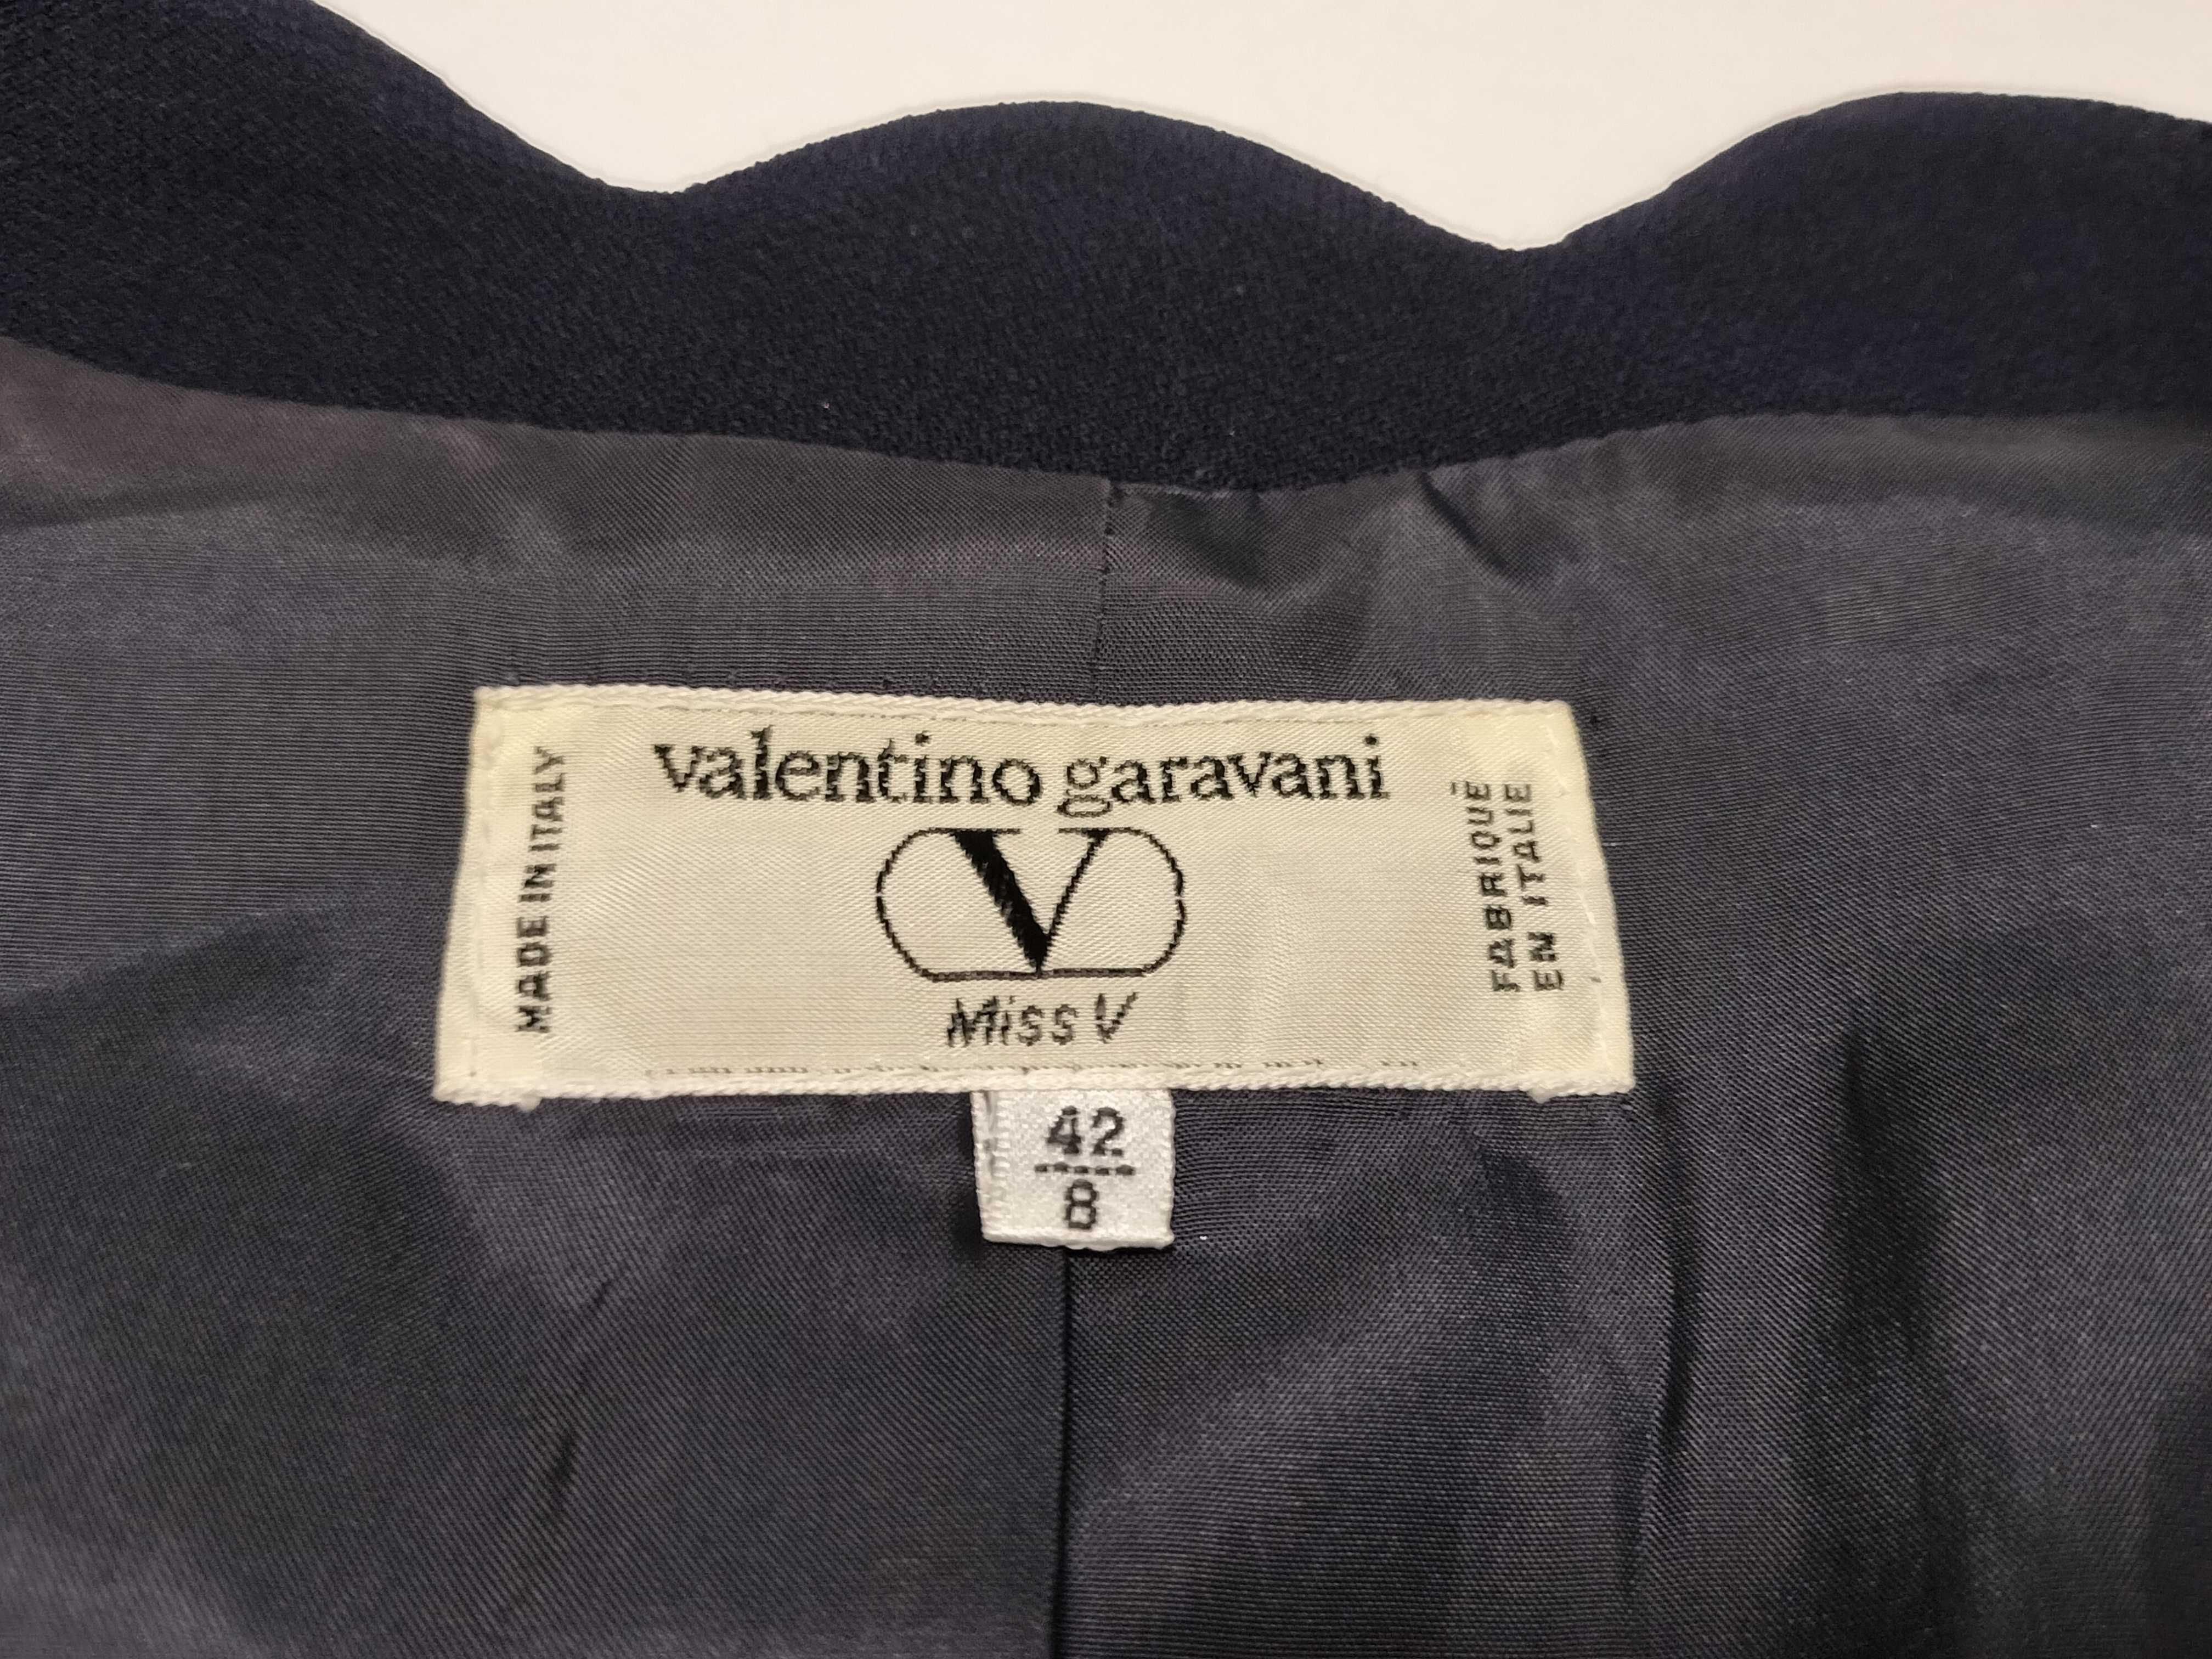 valentino garavani
MADE IN ITALY
V
Miss V
FABRIQUÉ
EN ITALIE
42
8